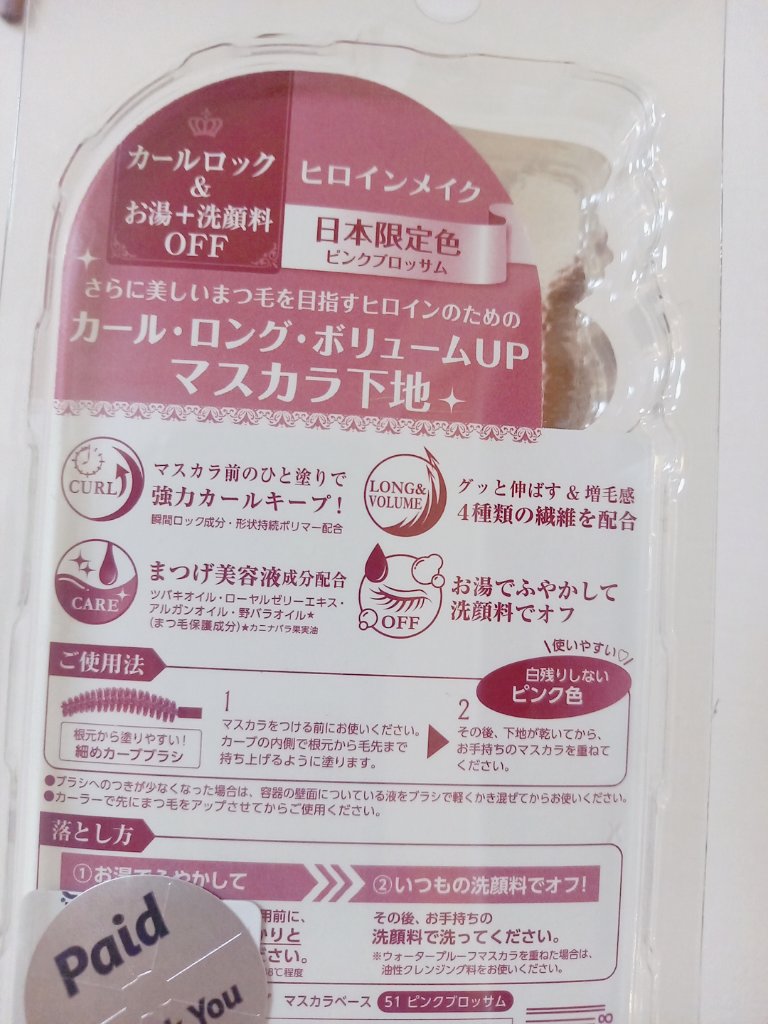 カールロック
&
お湯+洗顔料
OFF
ヒロインメイク
日本限定色
ピンクブロッサム
さらに美しいまつ毛を目指すヒロインのための
カール・ロング・ボリュームUP
マスカラ下地
CURL
マスカラ前のひと塗りで
強力カールキープ!
瞬間ロック成分・形状持続ポリマー配合
LONG&
VOLUME
グッと伸ばす & 増毛感
4種類の繊維を配合
CARE
まつげ美容液成分配合
ツバキオイル・ローヤルゼリーエキス・
アルガンオイル・野バラオイル★
(まつ毛保護成分)★カニナバラ果実油
OFF
お湯でふやかして
洗顔料でオフ
ご使用法
\使いやすい♡/
白残りしない
ピンク色
根元から塗りやすい!
細めカーブブラシ
1
マスカラをつける前にお使いください。
カーブの内側で根元から毛先まで
持ち上げるように塗ります。
2
その後、下地が乾いてから、
お手持ちのマスカラを重ねて
ください。
●ブラシへのつきが少なくなった場合は、容器の壁面についている液をブラシで軽くかき混ぜてからお使いください。
●カーラーで先にまつ毛をアップさせてからご使用ください。
落とし方
①お湯でふやかして
②いつもの洗顔料でオフ!
用前に、
かりと
さい。
℃程度
その後、お手持ちの
洗顔料で洗ってください。
※ウォータープルーフマスカラを重ねた場合は、
油性クレンジング料をお使いください。
Paid
You
マスカラベース 51 ピンクブロッサム